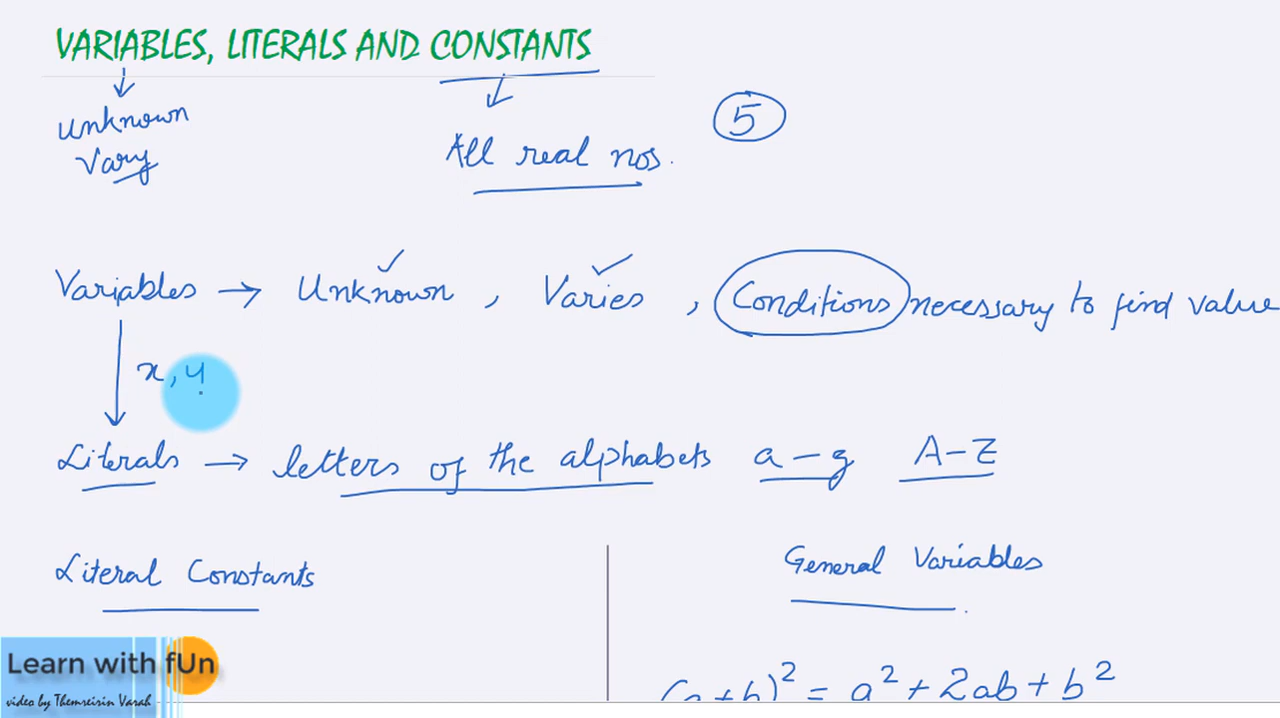 VARIABLES, LITERALS AND CONSTANTS
Unknown
Vary
All real nos.
5
Variables → Unknown , Varies , Conditions necessary to find value
x, y
Literals → letters of the alphabets a – z A – Z
Literal Constants
General Variables
(a+b)² = a² + 2ab + b²
Learn with fUn
video by Themreirin Varah